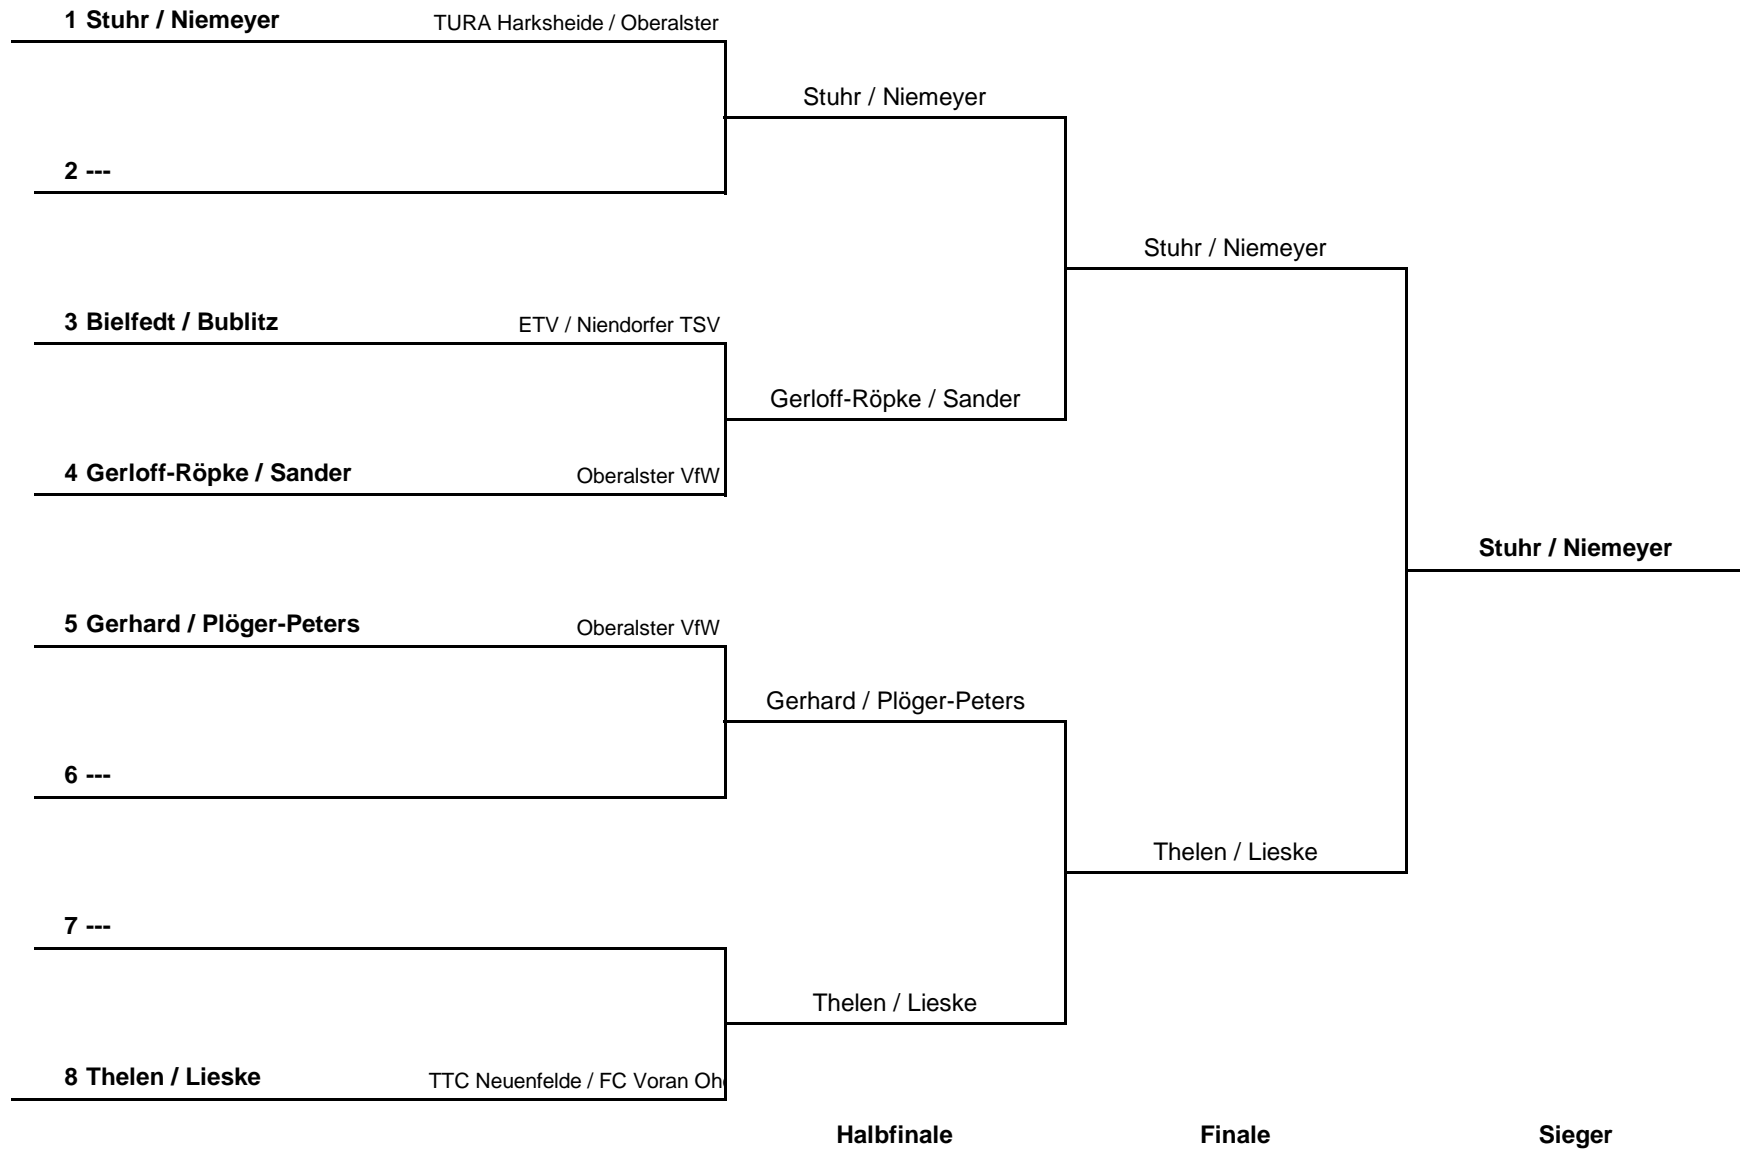 1 Stuhr / Niemeyer TURA Harksheide / Oberalster
Stuhr / Niemeyer
2 ---
Stuhr / Niemeyer
3 Bielfedt / Bublitz ETV / Niendorfer TSV
Gerloff-Röpke / Sander
4 Gerloff-Röpke / Sander Oberalster VfW
Stuhr / Niemeyer
5 Gerhard / Plöger-Peters Oberalster VfW
Gerhard / Plöger-Peters
6 ---
Thelen / Lieske
7 ---
Thelen / Lieske
8 Thelen / Lieske TTC Neuenfelde / FC Voran
Halbfinale Finale Sieger